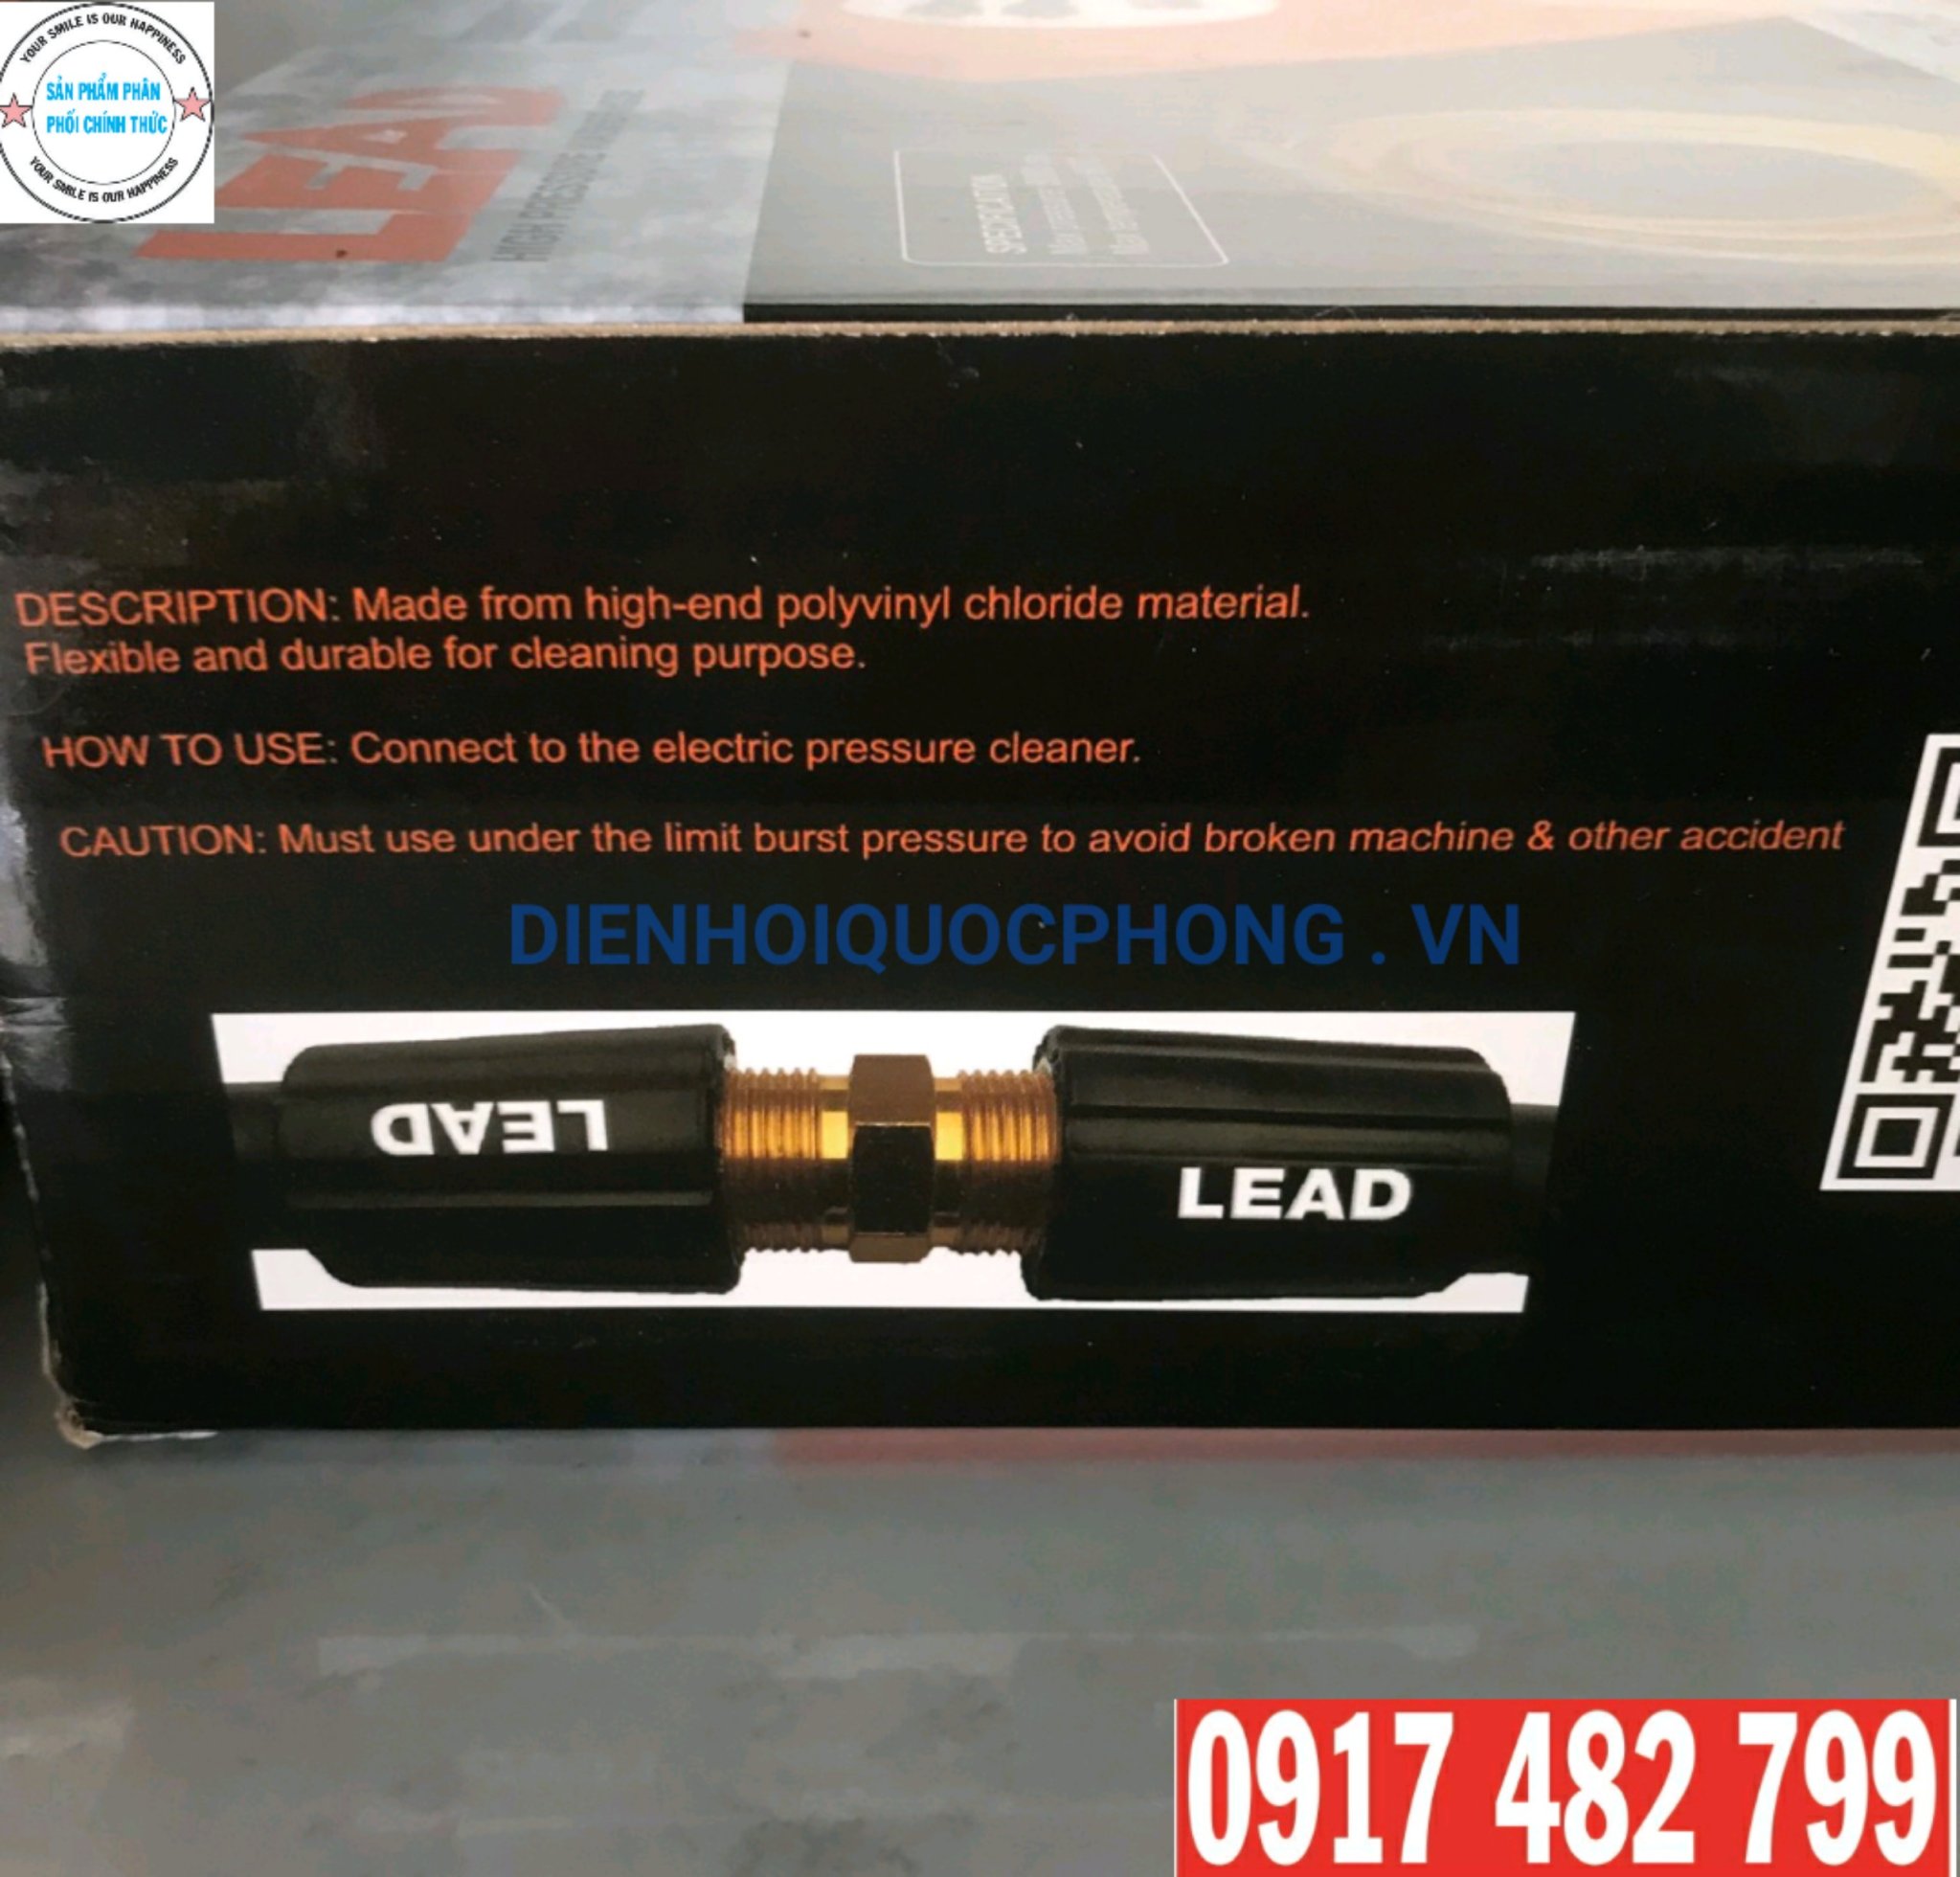 YOUR SMILE IS OUR HAPPINESS
SẢN PHẨM PHÂN
PHỐI CHÍNH THỨC
YOUR SMILE IS OUR HAPPINESS
LEAD
HIGH PRESSURE
SPECIFICATION
DESCRIPTION: Made from high-end polyvinyl chloride material.
Flexible and durable for cleaning purpose.
HOW TO USE: Connect to the electric pressure cleaner.
CAUTION: Must use under the limit burst pressure to avoid broken machine & other accident
DIENHOIQUOCPHONG . VN
LEAD
LEAD
0917 482 799